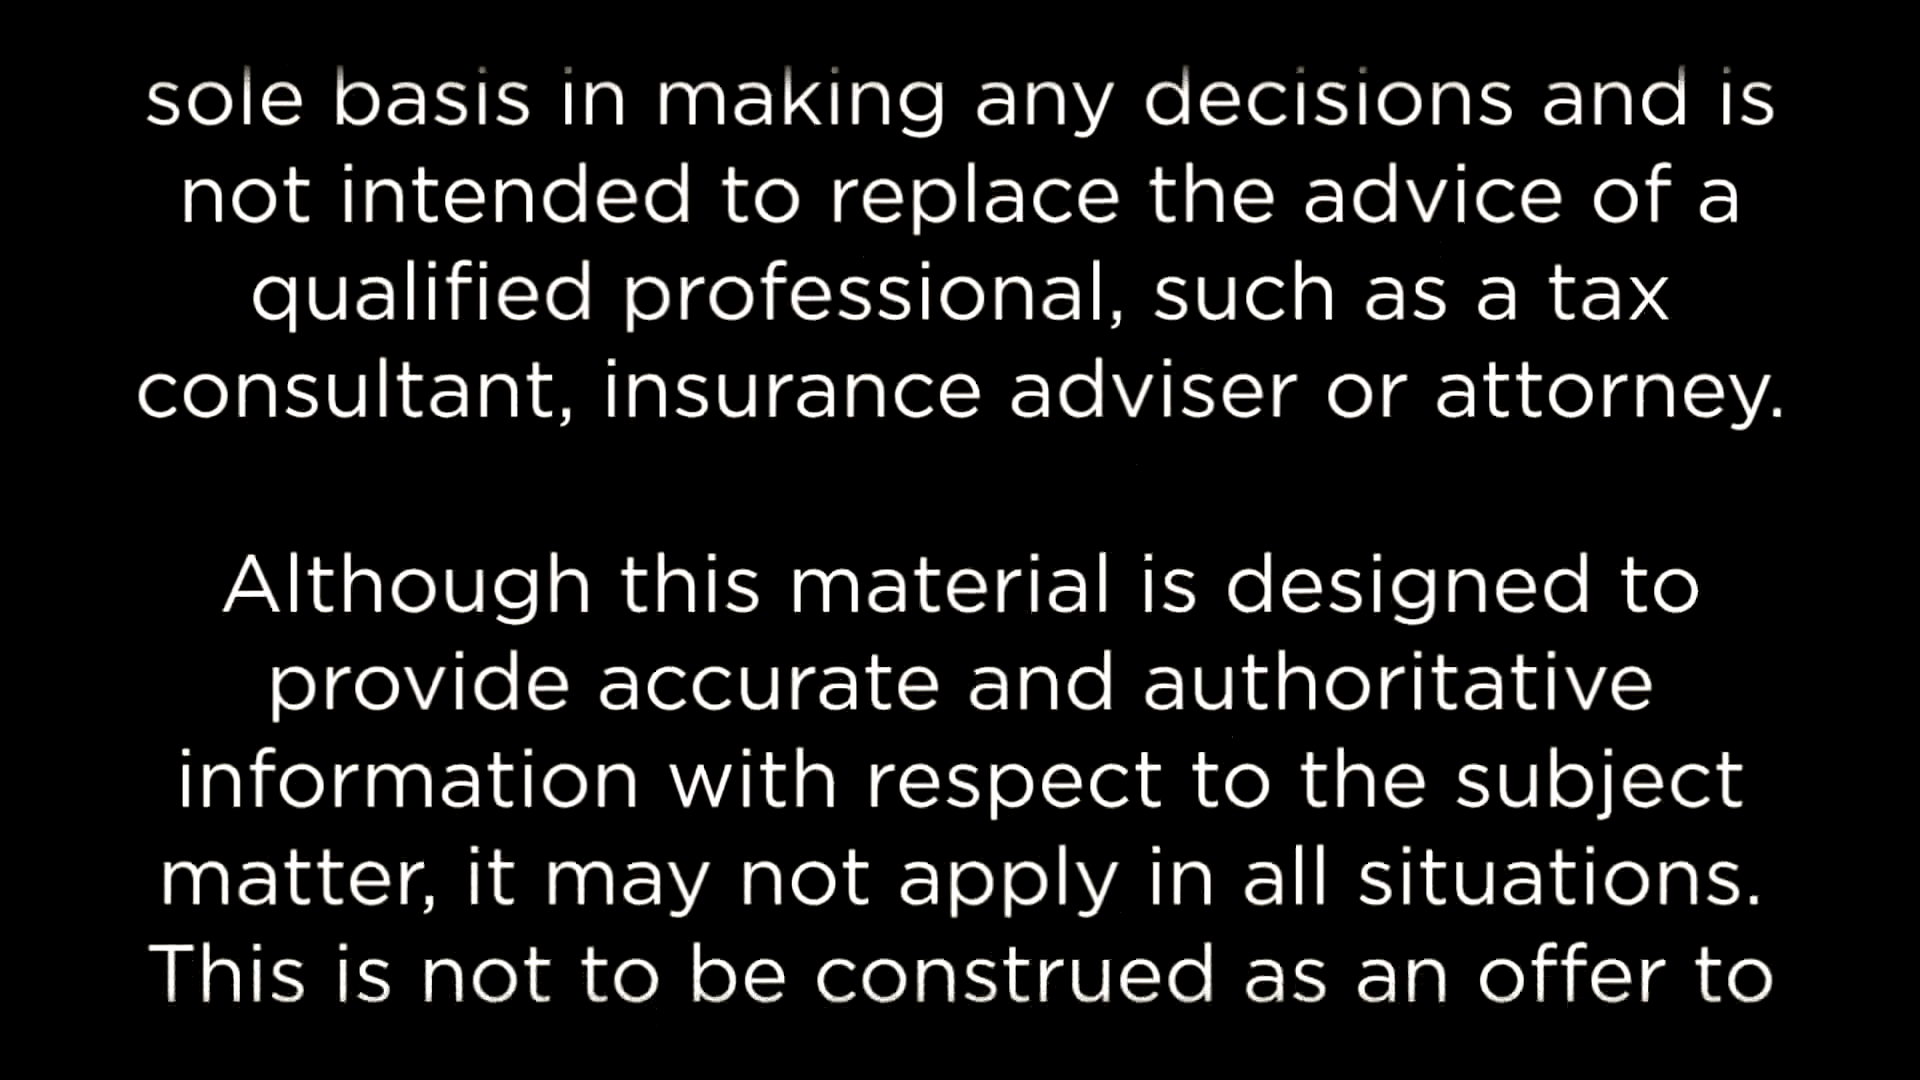 sole basis in making any decisions and is
not intended to replace the advice of a
qualified professional, such as a tax
consultant, insurance adviser or attorney.
Although this material is designed to
provide accurate and authoritative
information with respect to the subject
matter, it may not apply in all situations.
This is not to be construed as an offer to